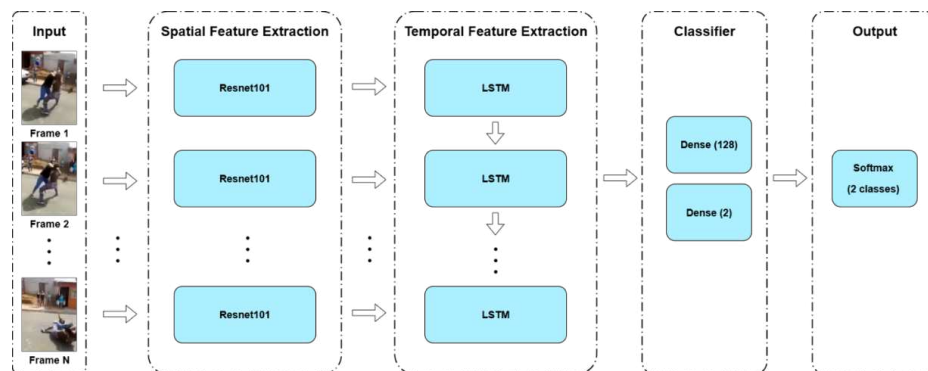 Input
Spatial Feature Extraction
Temporal Feature Extraction
Classifier
Output
Frame 1
Resnet101
LSTM
Frame 2
Resnet101
LSTM
Dense (128)
Dense (2)
Softmax
(2 classes)
Frame N
Resnet101
LSTM